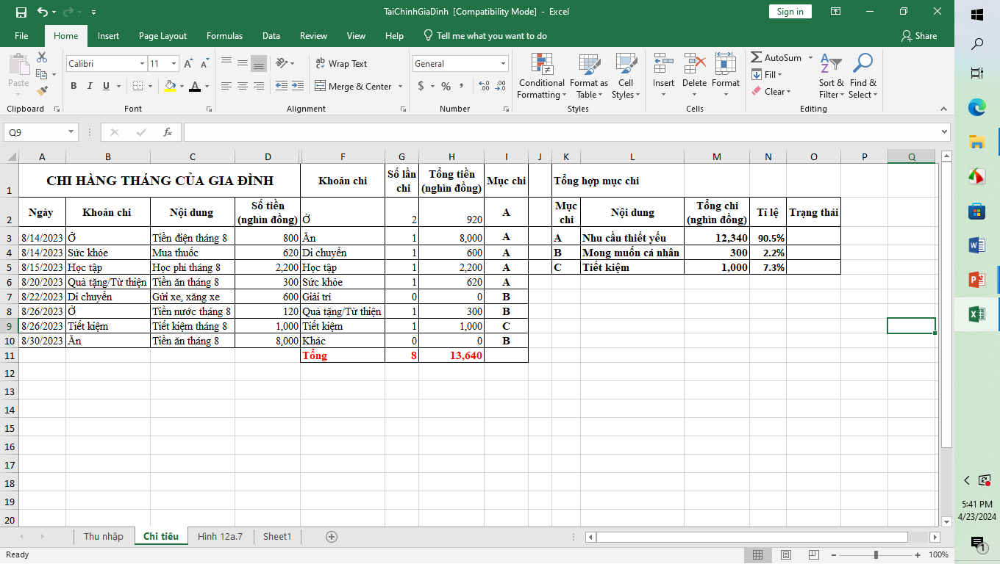 TaiChinhGiaDinh [Compatibility Mode] - Excel
Sign in
File Home Insert Page Layout Formulas Data Review View Help Tell me what you want to do Share
Paste
Clipboard
Calibri 11
B I U A
Font
ab Wrap Text
Merge & Center
Alignment
General
$ % ,
Number
Conditional Formatting
Format as Table
Cell Styles
Styles
Insert Delete Format
Cells
AutoSum
Fill
Clear
Sort & Filter
Find & Select
Editing
Q9 fx
A B C D F G H I J K L M N O P Q
1 CHI HÀNG THÁNG CỦA GIA ĐÌNH Khoản chi Số lần chi Tổng tiền (nghìn đồng) Mục chi Tổng hợp mục chi
2 Ngày Khoản chi Nội dung Số tiền (nghìn đồng) Ở 2 920 A Mục chi Nội dung Tổng chi (nghìn đồng) Tỉ lệ Trạng thái
3 8/14/2023 Ở Tiền điện tháng 8 800 Ăn 1 8,000 A A Nhu cầu thiết yếu 12,340 90.5%
4 8/14/2023 Sức khỏe Mua thuốc 620 Di chuyển 1 600 A B Mong muốn cá nhân 300 2.2%
5 8/15/2023 Học tập Học phí tháng 8 2,200 Học tập 1 2,200 A C Tiết kiệm 1,000 7.3%
6 8/20/2023 Quà tặng/Từ thiện Tiền ăn tháng 8 300 Sức khỏe 1 620 A
7 8/22/2023 Di chuyển Gửi xe, xăng xe 600 Giải trí 0 0 B
8 8/26/2023 Ở Tiền nước tháng 8 120 Quà tặng/Từ thiện 1 300 B
9 8/26/2023 Tiết kiệm Tiết kiệm tháng 8 1,000 Tiết kiệm 1 1,000 C
10 8/30/2023 Ăn Tiền ăn tháng 8 8,000 Khác 0 0 B
11 Tổng 8 13,640
12
13
14
15
16
17
18
19
20
Thu nhập Chi tiêu Hình 12a.7 Sheet1
Ready 100%
5:41 PM
4/23/2024
1